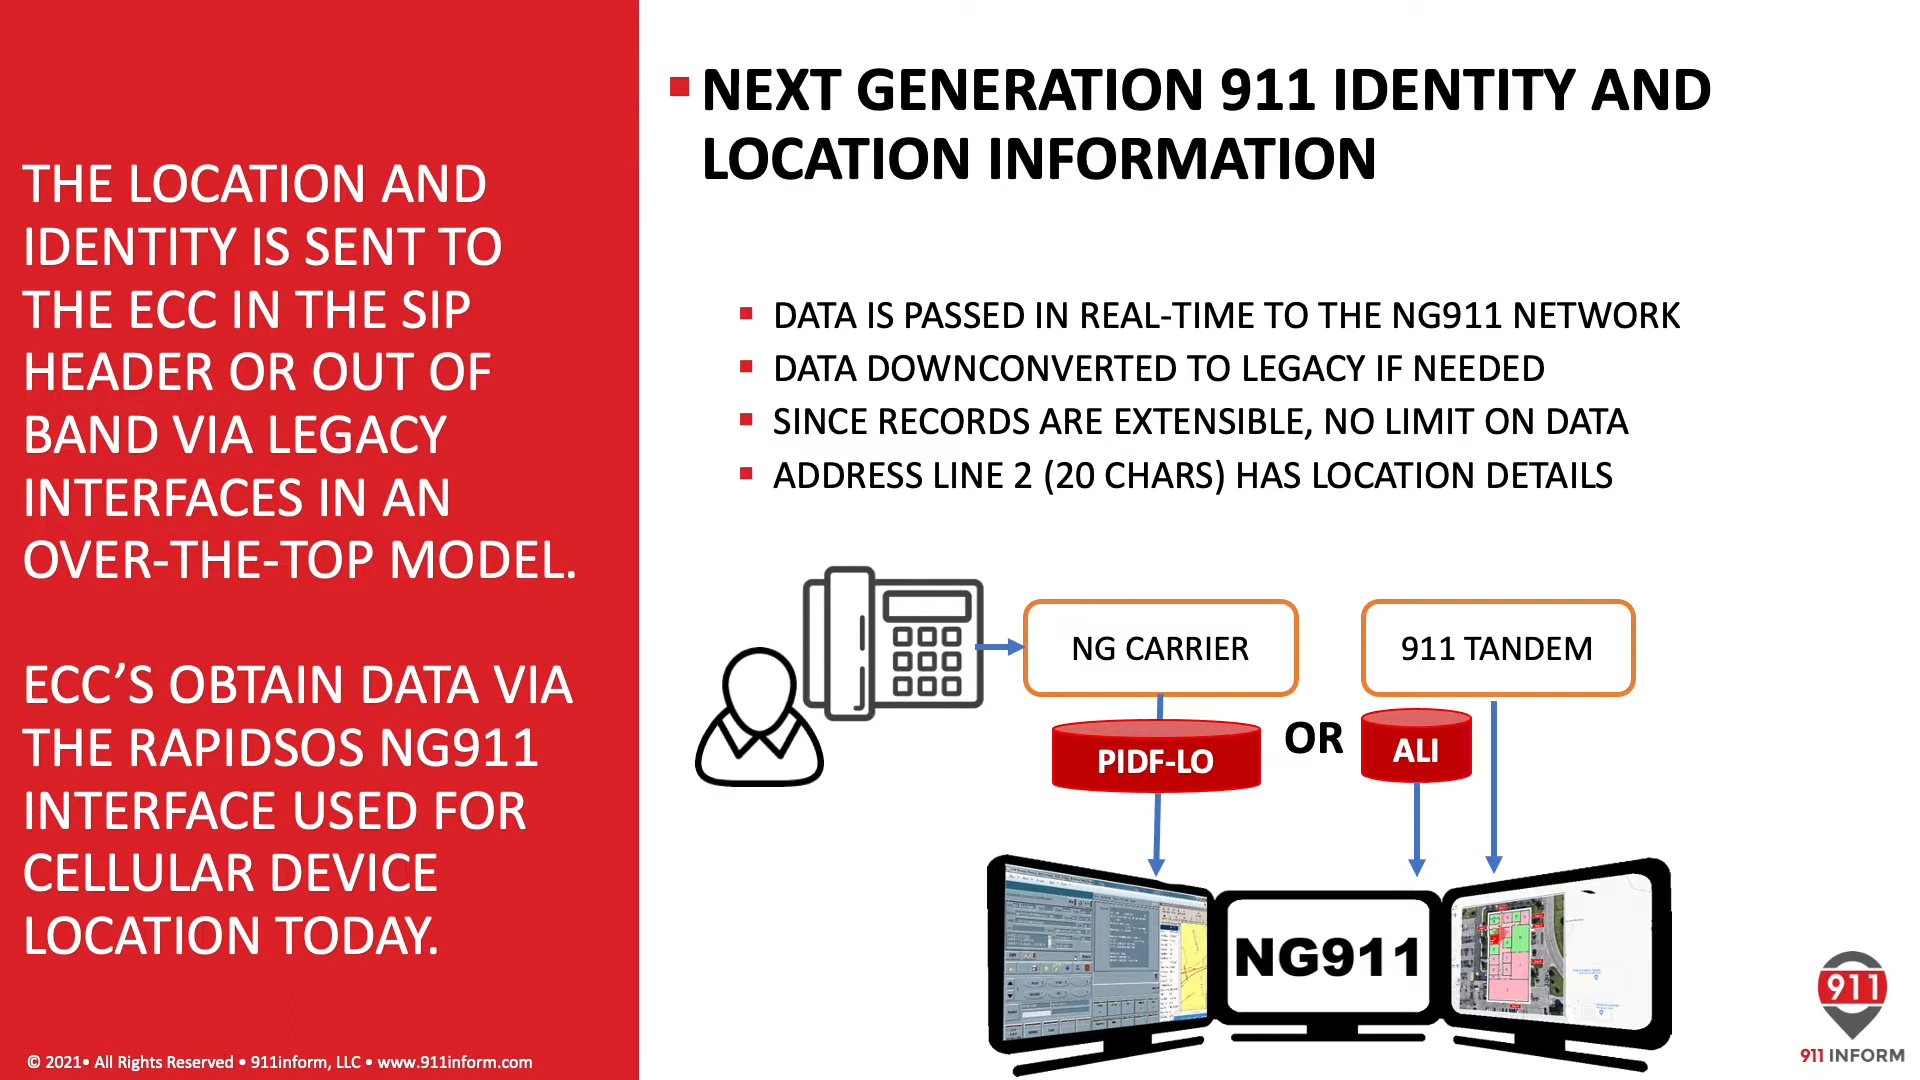 THE LOCATION AND
IDENTITY IS SENT TO
THE ECC IN THE SIP
HEADER OR OUT OF
BAND VIA LEGACY
INTERFACES IN AN
OVER-THE-TOP MODEL.
ECC’S OBTAIN DATA VIA
THE RAPIDSOS NG911
INTERFACE USED FOR
CELLULAR DEVICE
LOCATION TODAY.
© 2021• All Rights Reserved • 911inform, LLC • www.911inform.com
NEXT GENERATION 911 IDENTITY AND
LOCATION INFORMATION
DATA IS PASSED IN REAL-TIME TO THE NG911 NETWORK
DATA DOWNCONVERTED TO LEGACY IF NEEDED
SINCE RECORDS ARE EXTENSIBLE, NO LIMIT ON DATA
ADDRESS LINE 2 (20 CHARS) HAS LOCATION DETAILS
NG CARRIER
911 TANDEM
PIDF-LO
OR
ALI
NG911
911
911 INFORM